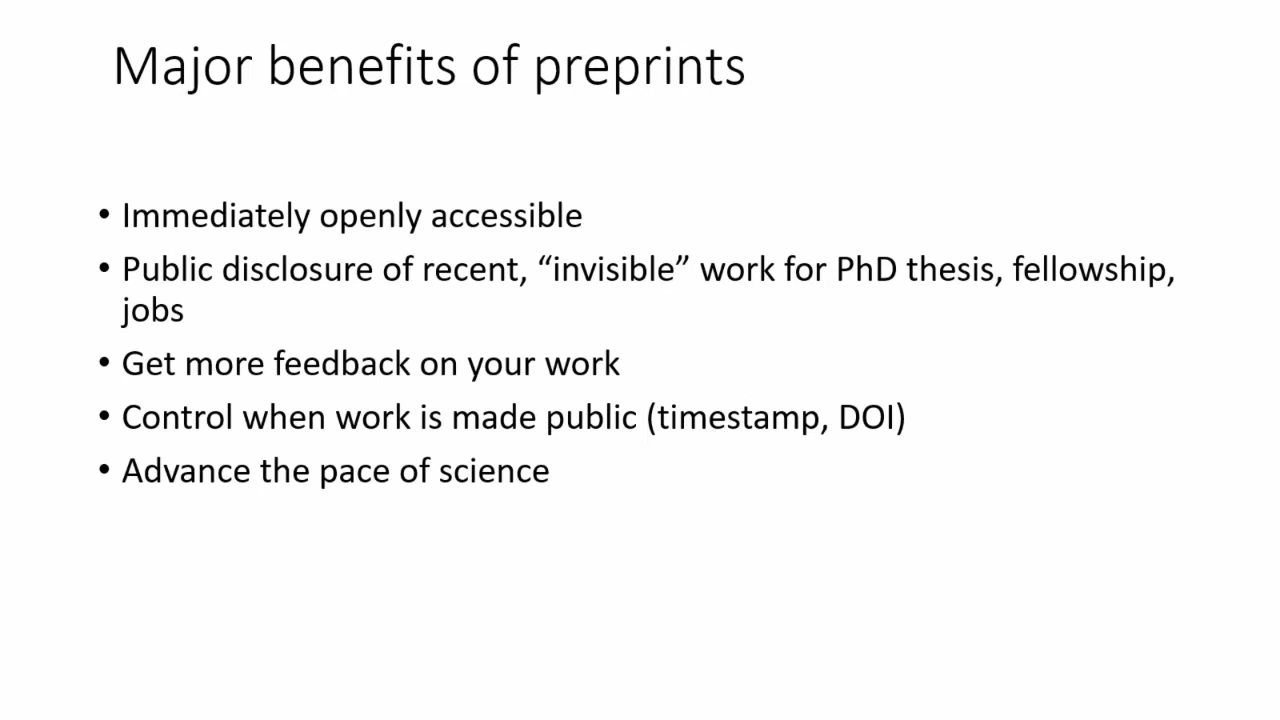 Major benefits of preprints
• Immediately openly accessible
• Public disclosure of recent, “invisible” work for PhD thesis, fellowship,
jobs
• Get more feedback on your work
• Control when work is made public (timestamp, DOI)
• Advance the pace of science